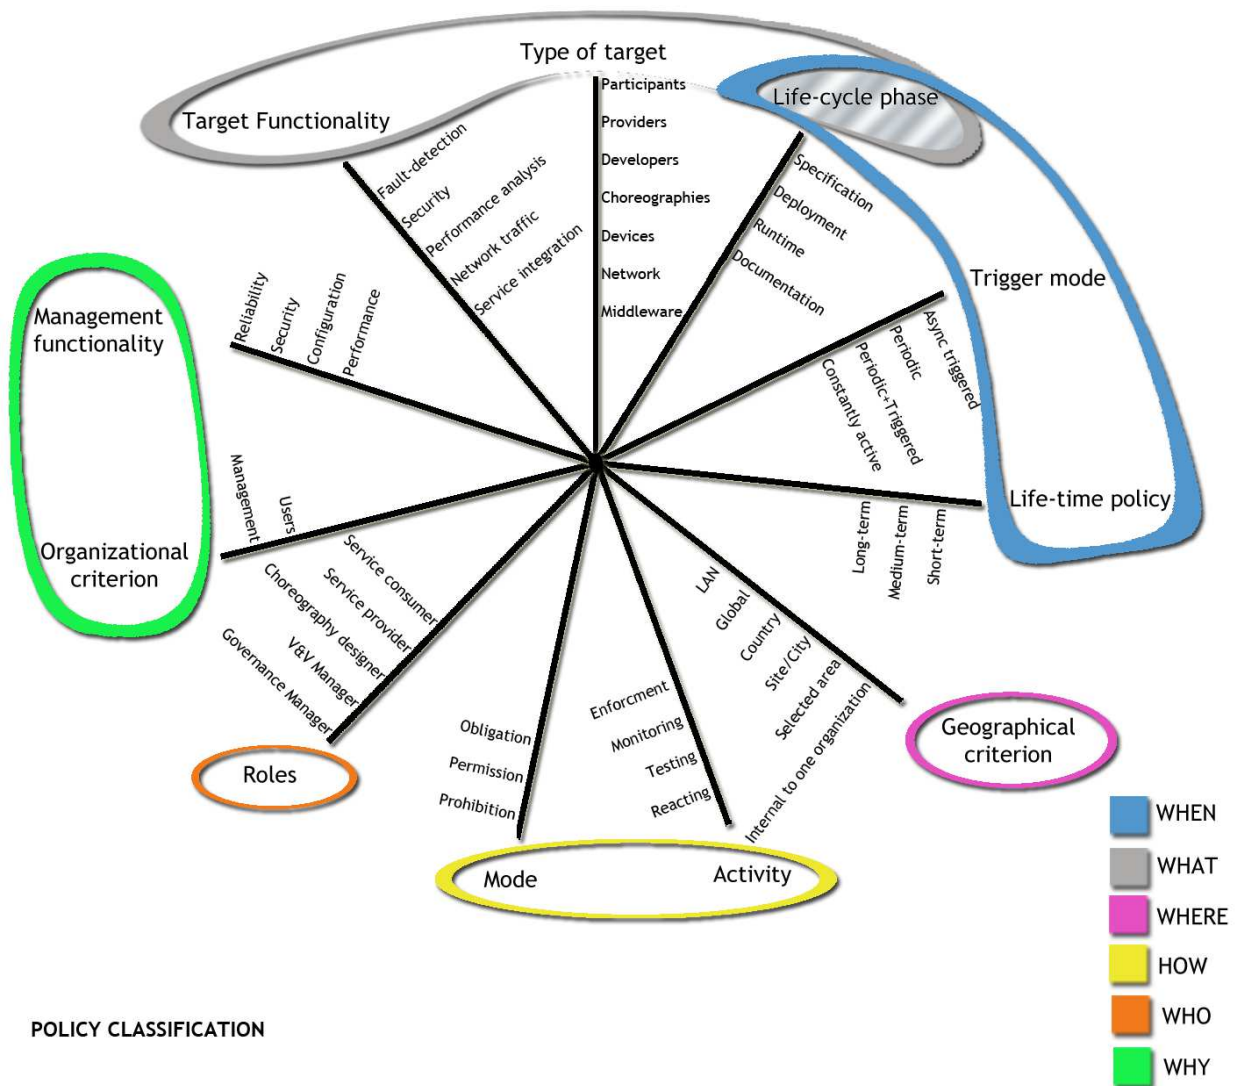 Type of target
Participants
Providers
Developers
Choreographies
Devices
Network
Middleware
Target Functionality
Fault-detection
Security
Performance analysis
Network traffic
Service integration
Life-cycle phase
Specification
Deployment
Runtime
Documentation
Trigger mode
Async triggered
Periodic
Periodic+Triggered
Constantly active
Life-time policy
Long-term
Medium-term
Short-term
Management
functionality
Reliability
Security
Configuration
Performance
Organizational
criterion
Management
Users
Roles
Service consumer
Service provider
Choreography designer
V&V Manager
Governance Manager
Mode
Obligation
Permission
Prohibition
Activity
Enforcment
Monitoring
Testing
Reacting
Geographical
criterion
LAN
Global
Country
Site/City
Selected area
Internal to one organization
WHEN
WHAT
WHERE
HOW
WHO
WHY
POLICY CLASSIFICATION